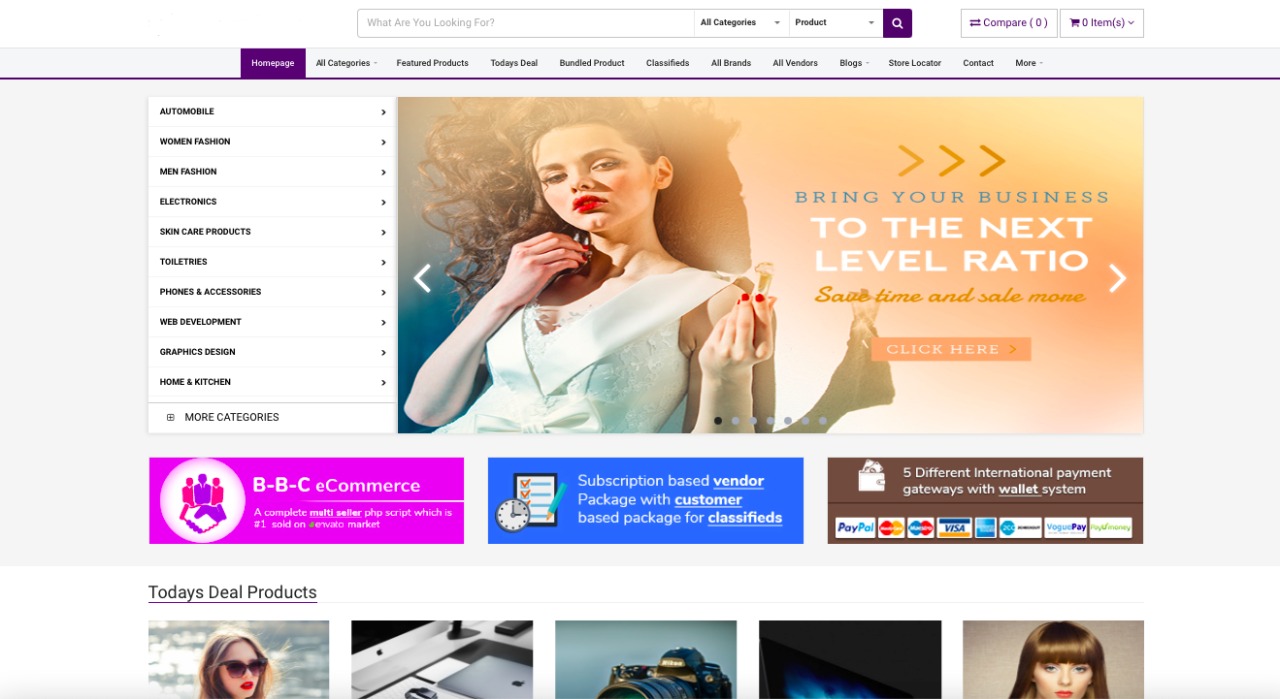 What Are You Looking For?
All Categories
Product
Compare ( 0 )
0 Item(s)
Homepage
All Categories
Featured Products
Todays Deal
Bundled Product
Classifieds
All Brands
All Vendors
Blogs
Store Locator
Contact
More
AUTOMOBILE
WOMEN FASHION
MEN FASHION
ELECTRONICS
SKIN CARE PRODUCTS
TOILETRIES
PHONES & ACCESSORIES
WEB DEVELOPMENT
GRAPHICS DESIGN
HOME & KITCHEN
MORE CATEGORIES
BRING YOUR BUSINESS
TO THE NEXT
LEVEL RATIO
Save time and sale more
CLICK HERE >
B-B-C eCommerce
A complete multi seller php script which is
#1 sold on envato market
Subscription based vendor
Package with customer
based package for classifieds
5 Different International payment
gateways with wallet system
PayPal
Maestro
VISA
VoguePay
PayUmoney
Todays Deal Products